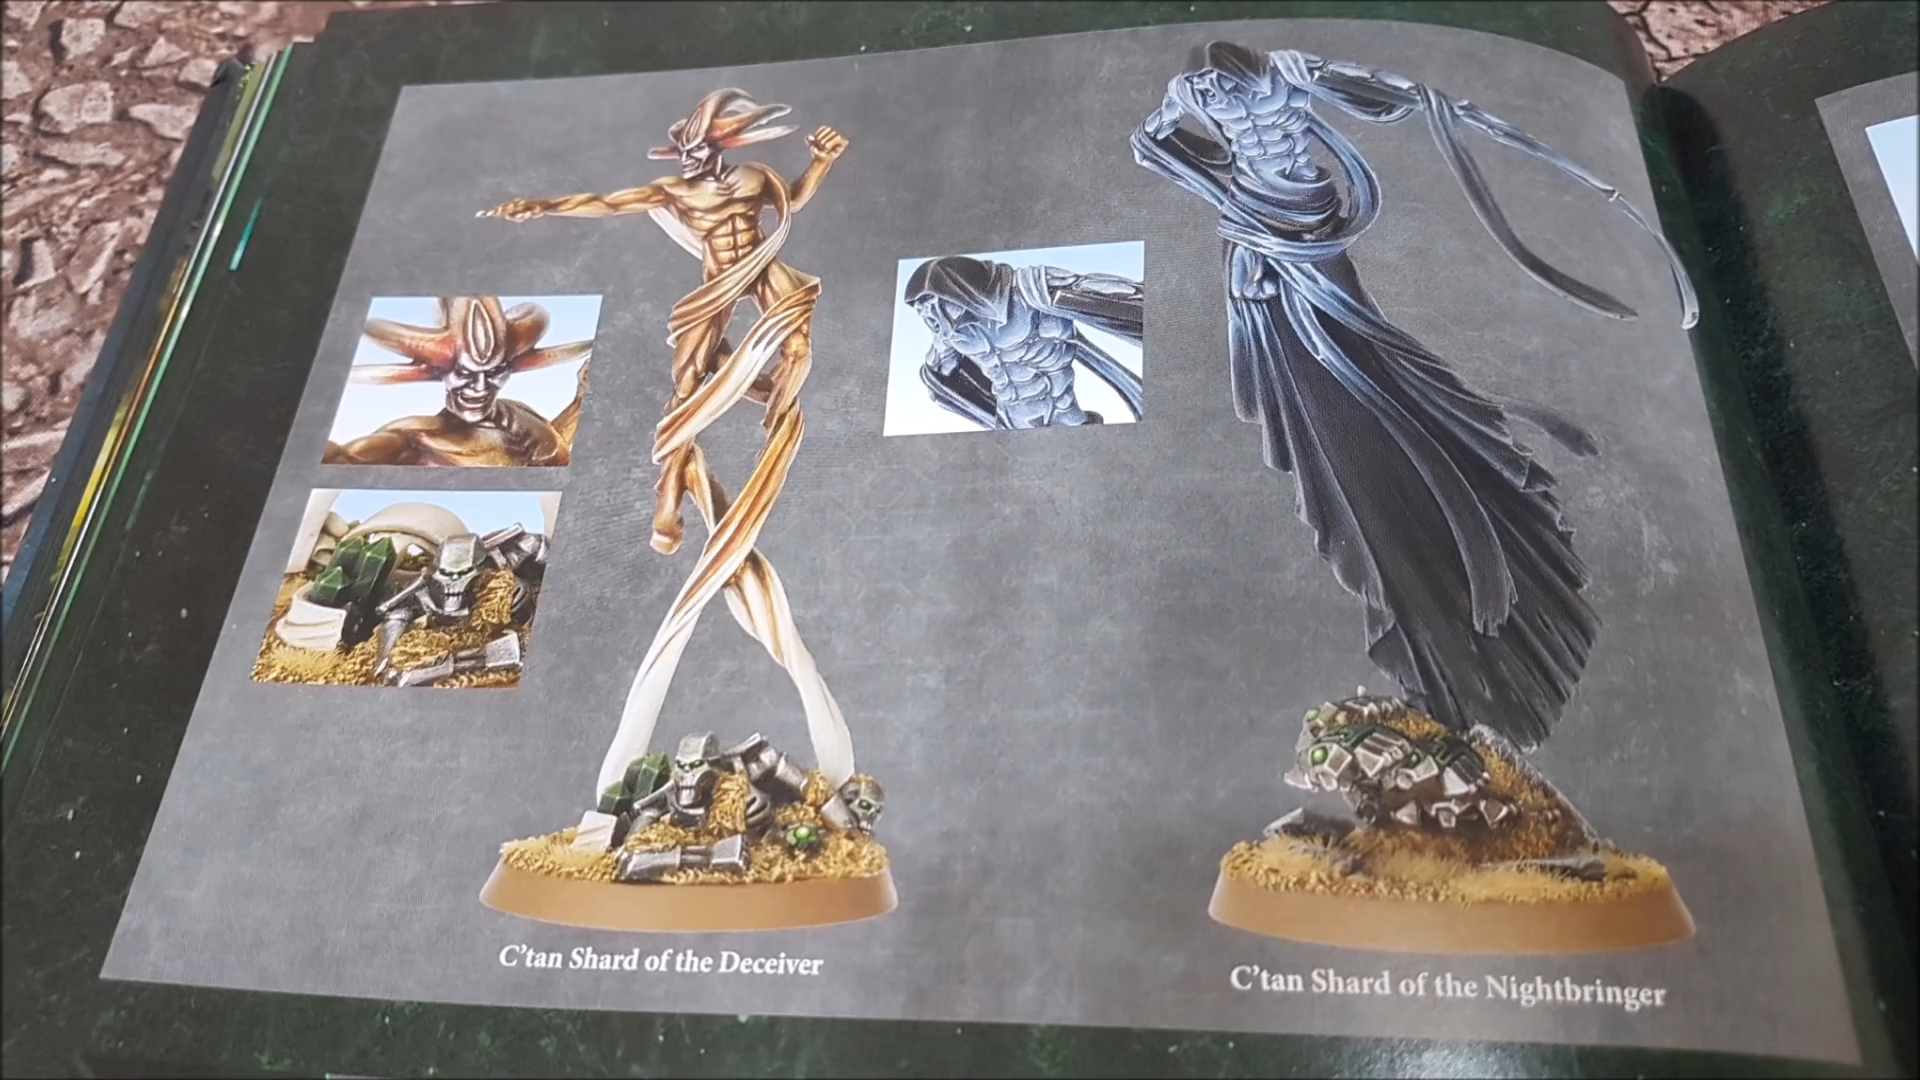 C'tan Shard of the Deceiver
C'tan Shard of the Nightbringer